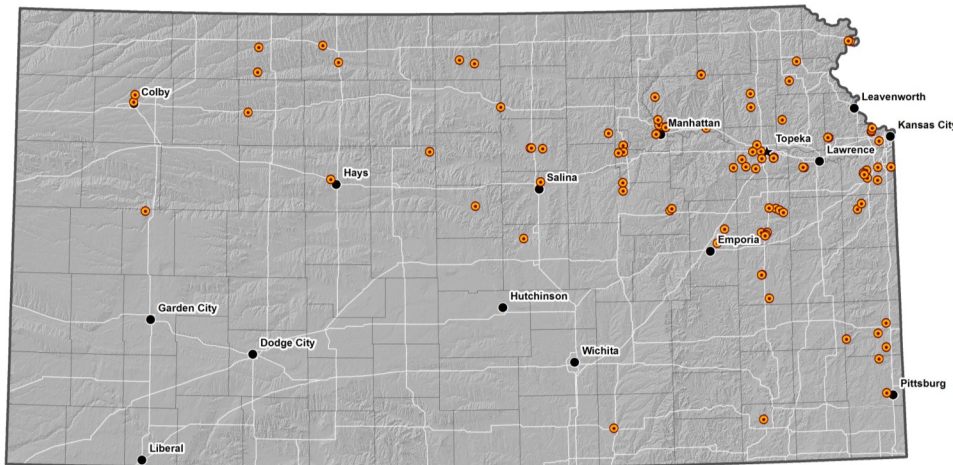 Colby
Leavenworth
Manhattan
Kansas City
Topeka
Lawrence
Hays
Salina
Emporia
Garden City
Hutchinson
Dodge City
Wichita
Pittsburg
Liberal